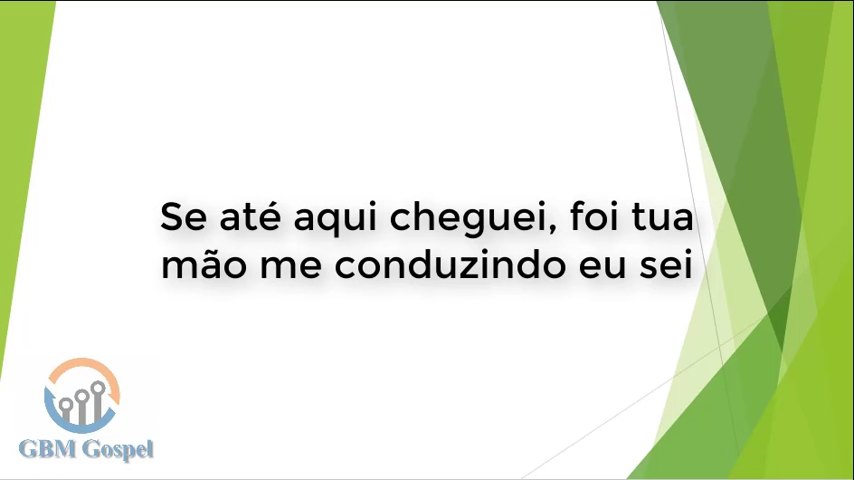 Se até aqui cheguei, foi tua
mão me conduzindo eu sei
GBM Gospel